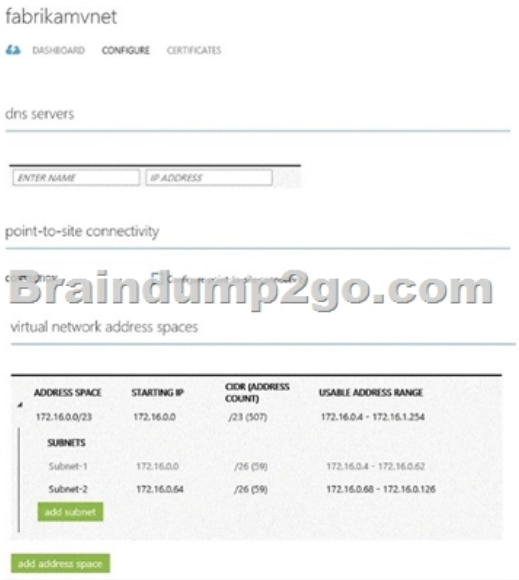 fabrikamvnet
DASHBOARD CONFIGURE CERTIFICATES
dns servers
ENTER NAME IP ADDRESS
point-to-site connectivity
Braindump2go.com
virtual network address spaces
ADDRESS SPACE STARTING IP CIDR (ADDRESS COUNT) USABLE ADDRESS RANGE
172.16.0.0/23 172.16.0.0 /23 (507) 172.16.0.4 - 172.16.1.254
SUBNETS
Subnet-1 172.16.0.0 /26 (59) 172.16.0.4 - 172.16.0.62
Subnet-2 172.16.0.64 /26 (59) 172.16.0.68 - 172.16.0.126
add subnet
add address space